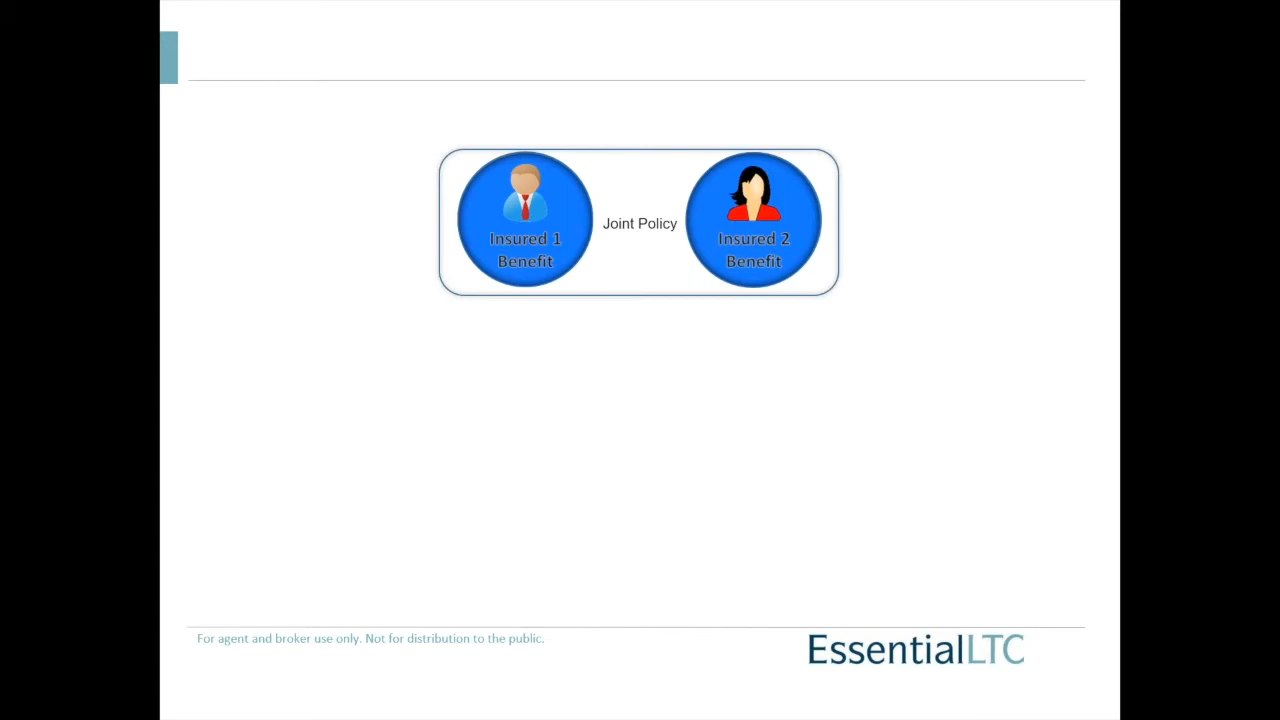 Insured 1
Benefit
Joint Policy
Insured 2
Benefit
For agent and broker use only. Not for distribution to the public.
EssentialLTC